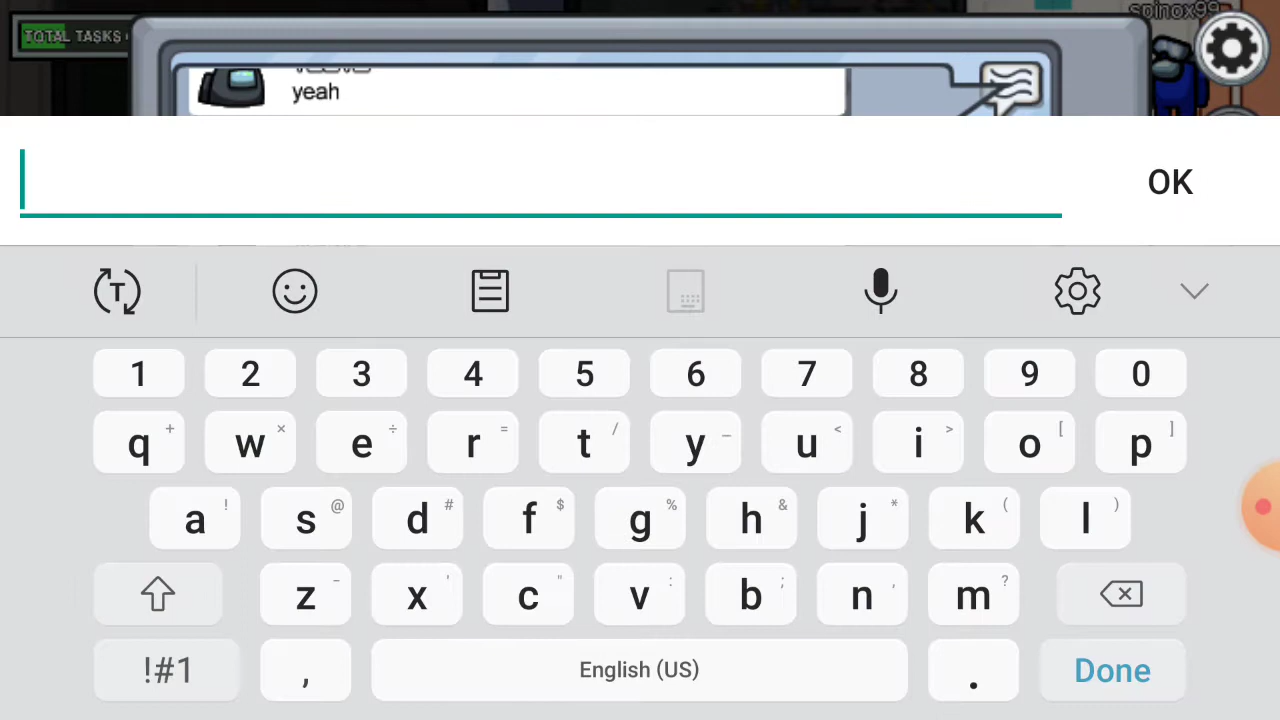 spinox99
TOTAL TASKS
yeah
OK
T
1 2 3 4 5 6 7 8 9 0
q + w × e ÷ r = t / y _ u < i > o [ p ]
a ! s @ d # f $ g % h & j * k ( l )
z - x ' c " v : b ; n , m ?
!#1 , English (US) . Done